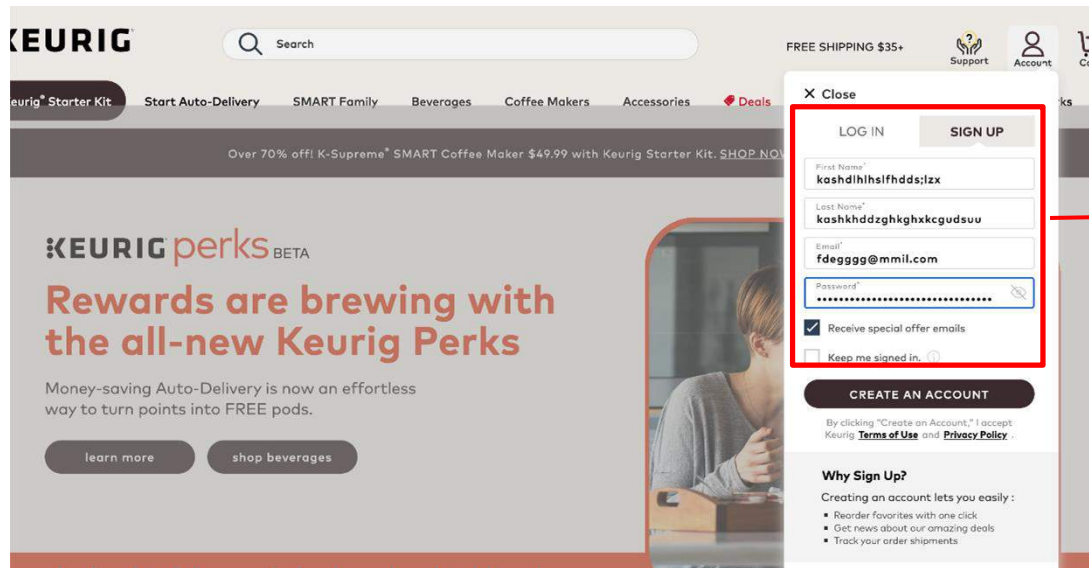 KEURIG
Search
FREE SHIPPING $35+
Support
Account
Keurig® Starter Kit
Start Auto-Delivery
SMART Family
Beverages
Coffee Makers
Accessories
Deals
Over 70% off! K-Supreme® SMART Coffee Maker $49.99 with Keurig Starter Kit. SHOP NOW
KEURIG perks BETA
Rewards are brewing with
the all-new Keurig Perks
Money-saving Auto-Delivery is now an effortless
way to turn points into FREE pods.
learn more
shop beverages
X Close
LOG IN
SIGN UP
First Name*
kashdlhlhslfhdds;lzx
Last Name*
kashkhddzghkghxkcgudsuu
Email*
fdegggg@mmil.com
Password*
Receive special offer emails
Keep me signed in.
CREATE AN ACCOUNT
By clicking "Create an Account," I accept
Keurig Terms of Use and Privacy Policy .
Why Sign Up?
Creating an account lets you easily :
▪ Reorder favorites with one click
▪ Get news about our amazing deals
▪ Track your order shipments